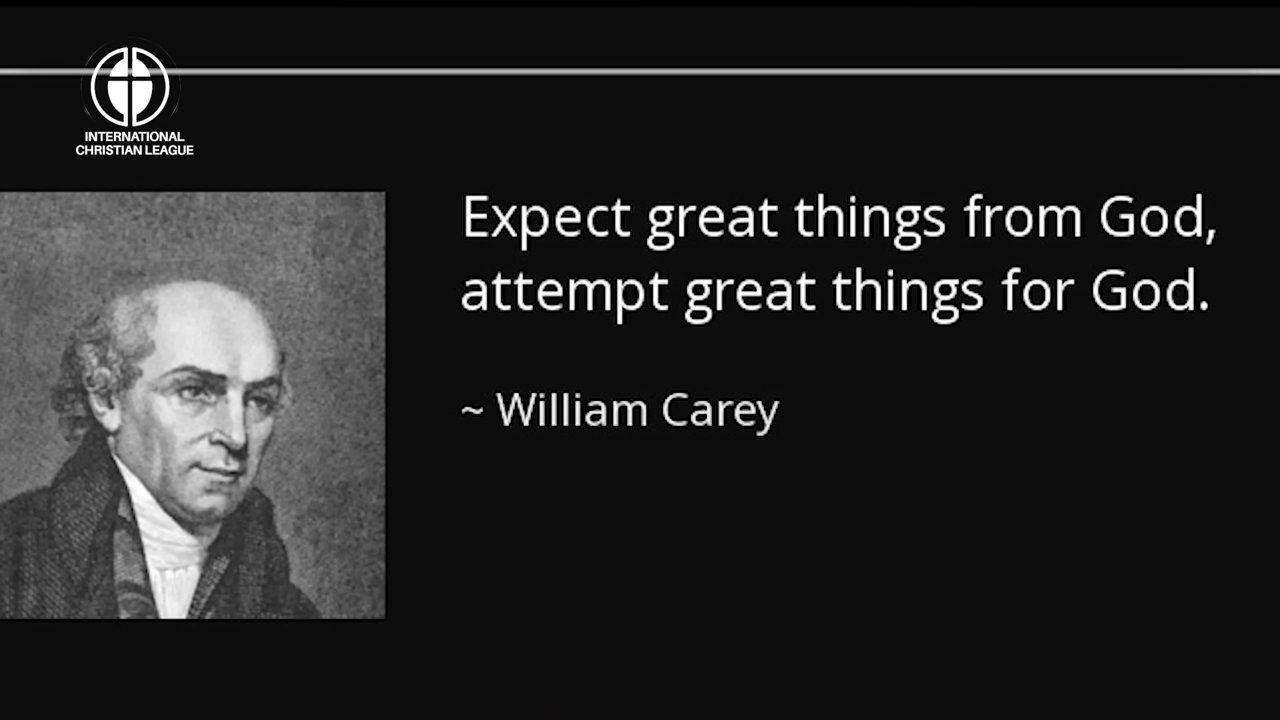 INTERNATIONAL
CHRISTIAN LEAGUE
Expect great things from God,
attempt great things for God.
~ William Carey